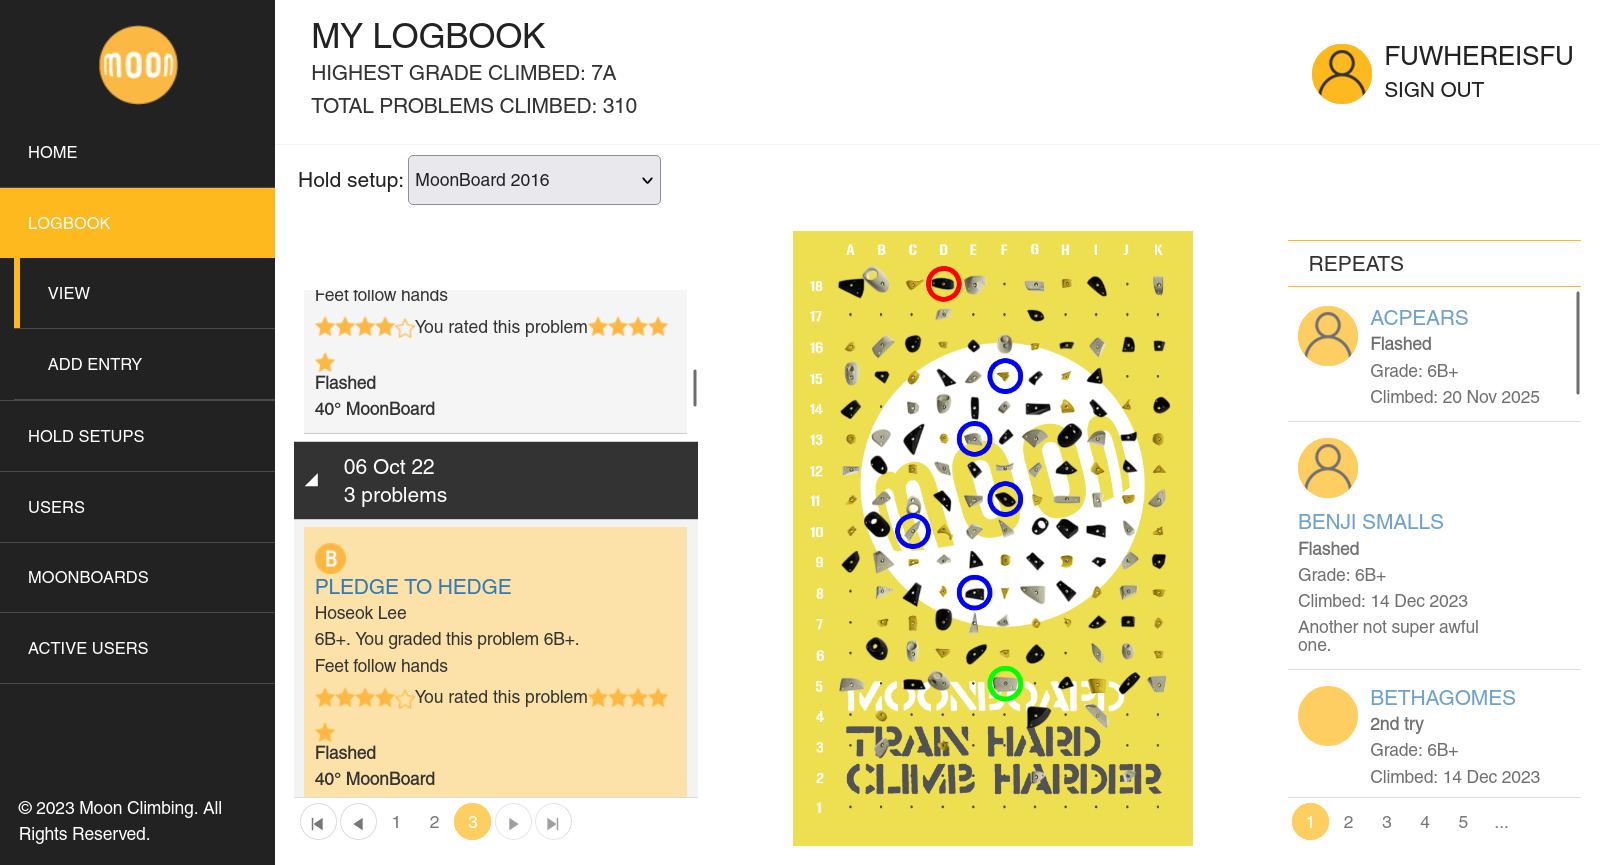 moon
HOME
LOGBOOK
VIEW
ADD ENTRY
HOLD SETUPS
USERS
MOONBOARDS
ACTIVE USERS
© 2023 Moon Climbing. All
Rights Reserved.
MY LOGBOOK
HIGHEST GRADE CLIMBED: 7A
TOTAL PROBLEMS CLIMBED: 310
FUWHEREISFU
SIGN OUT
Hold setup: MoonBoard 2016
Feet follow hands
You rated this problem
Flashed
40° MoonBoard
06 Oct 22
3 problems
B
PLEDGE TO HEDGE
Hoseok Lee
6B+. You graded this problem 6B+.
Feet follow hands
You rated this problem
Flashed
40° MoonBoard
1 2 3
A B C D E F G H I J K
18
17
16
15
14
13
12
11
10
9
8
7
6
5
4
3
2
1
moon
MOONBOARD
TRAIN HARD
CLIMB HARDER
REPEATS
ACPEARS
Flashed
Grade: 6B+
Climbed: 20 Nov 2025
BENJI SMALLS
Flashed
Grade: 6B+
Climbed: 14 Dec 2023
Another not super awful
one.
BETHAGOMES
2nd try
Grade: 6B+
Climbed: 14 Dec 2023
1 2 3 4 5 ...